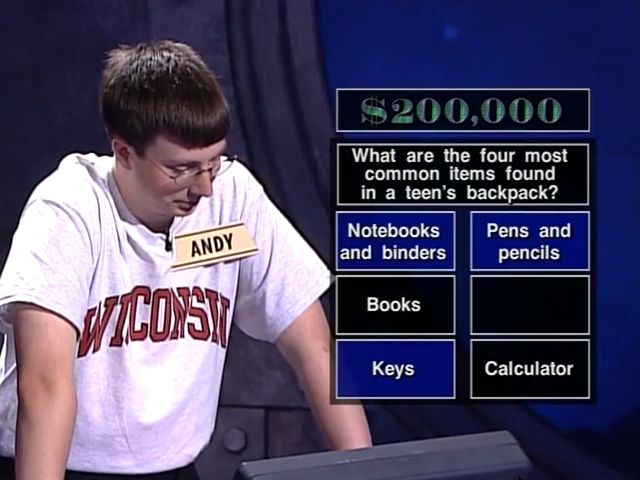 $200,000
What are the four most
common items found
in a teen's backpack?
Notebooks
and binders
Pens and
pencils
Books
Keys
Calculator
ANDY
WICONSIN